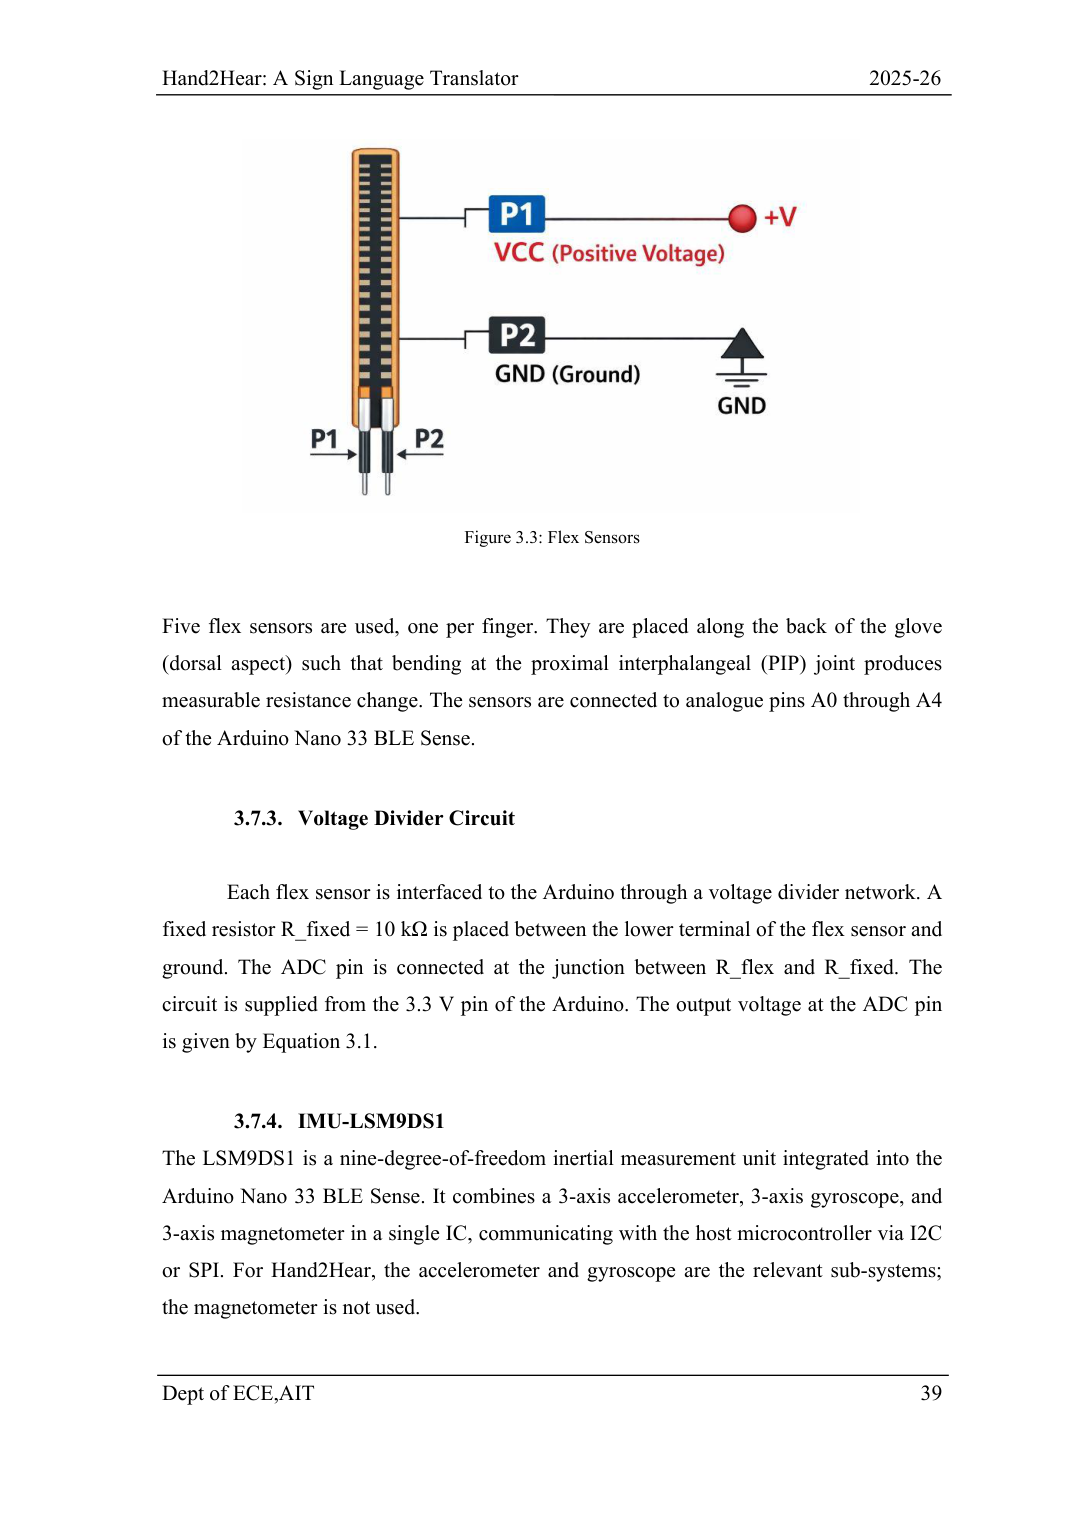 Hand2Hear: A Sign Language Translator 2025-26
P1 +V
VCC (Positive Voltage)
P2
GND (Ground)
GND
P1 P2
Figure 3.3: Flex Sensors
Five flex sensors are used, one per finger. They are placed along the back of the glove
(dorsal aspect) such that bending at the proximal interphalangeal (PIP) joint produces
measurable resistance change. The sensors are connected to analogue pins A0 through A4
of the Arduino Nano 33 BLE Sense.
3.7.3. Voltage Divider Circuit
Each flex sensor is interfaced to the Arduino through a voltage divider network. A
fixed resistor R_fixed = 10 kΩ is placed between the lower terminal of the flex sensor and
ground. The ADC pin is connected at the junction between R_flex and R_fixed. The
circuit is supplied from the 3.3 V pin of the Arduino. The output voltage at the ADC pin
is given by Equation 3.1.
3.7.4. IMU-LSM9DS1
The LSM9DS1 is a nine-degree-of-freedom inertial measurement unit integrated into the
Arduino Nano 33 BLE Sense. It combines a 3-axis accelerometer, 3-axis gyroscope, and
3-axis magnetometer in a single IC, communicating with the host microcontroller via I2C
or SPI. For Hand2Hear, the accelerometer and gyroscope are the relevant sub-systems;
the magnetometer is not used.
Dept of ECE,AIT 39